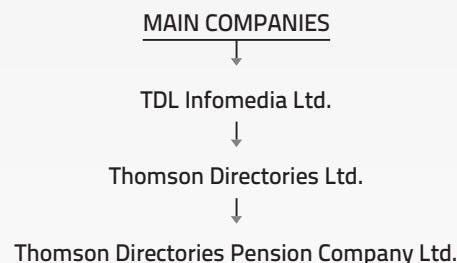 MAIN COMPANIES
TDL Infomedia Ltd.
Thomson Directories Ltd.
Thomson Directories Pension Company Ltd.